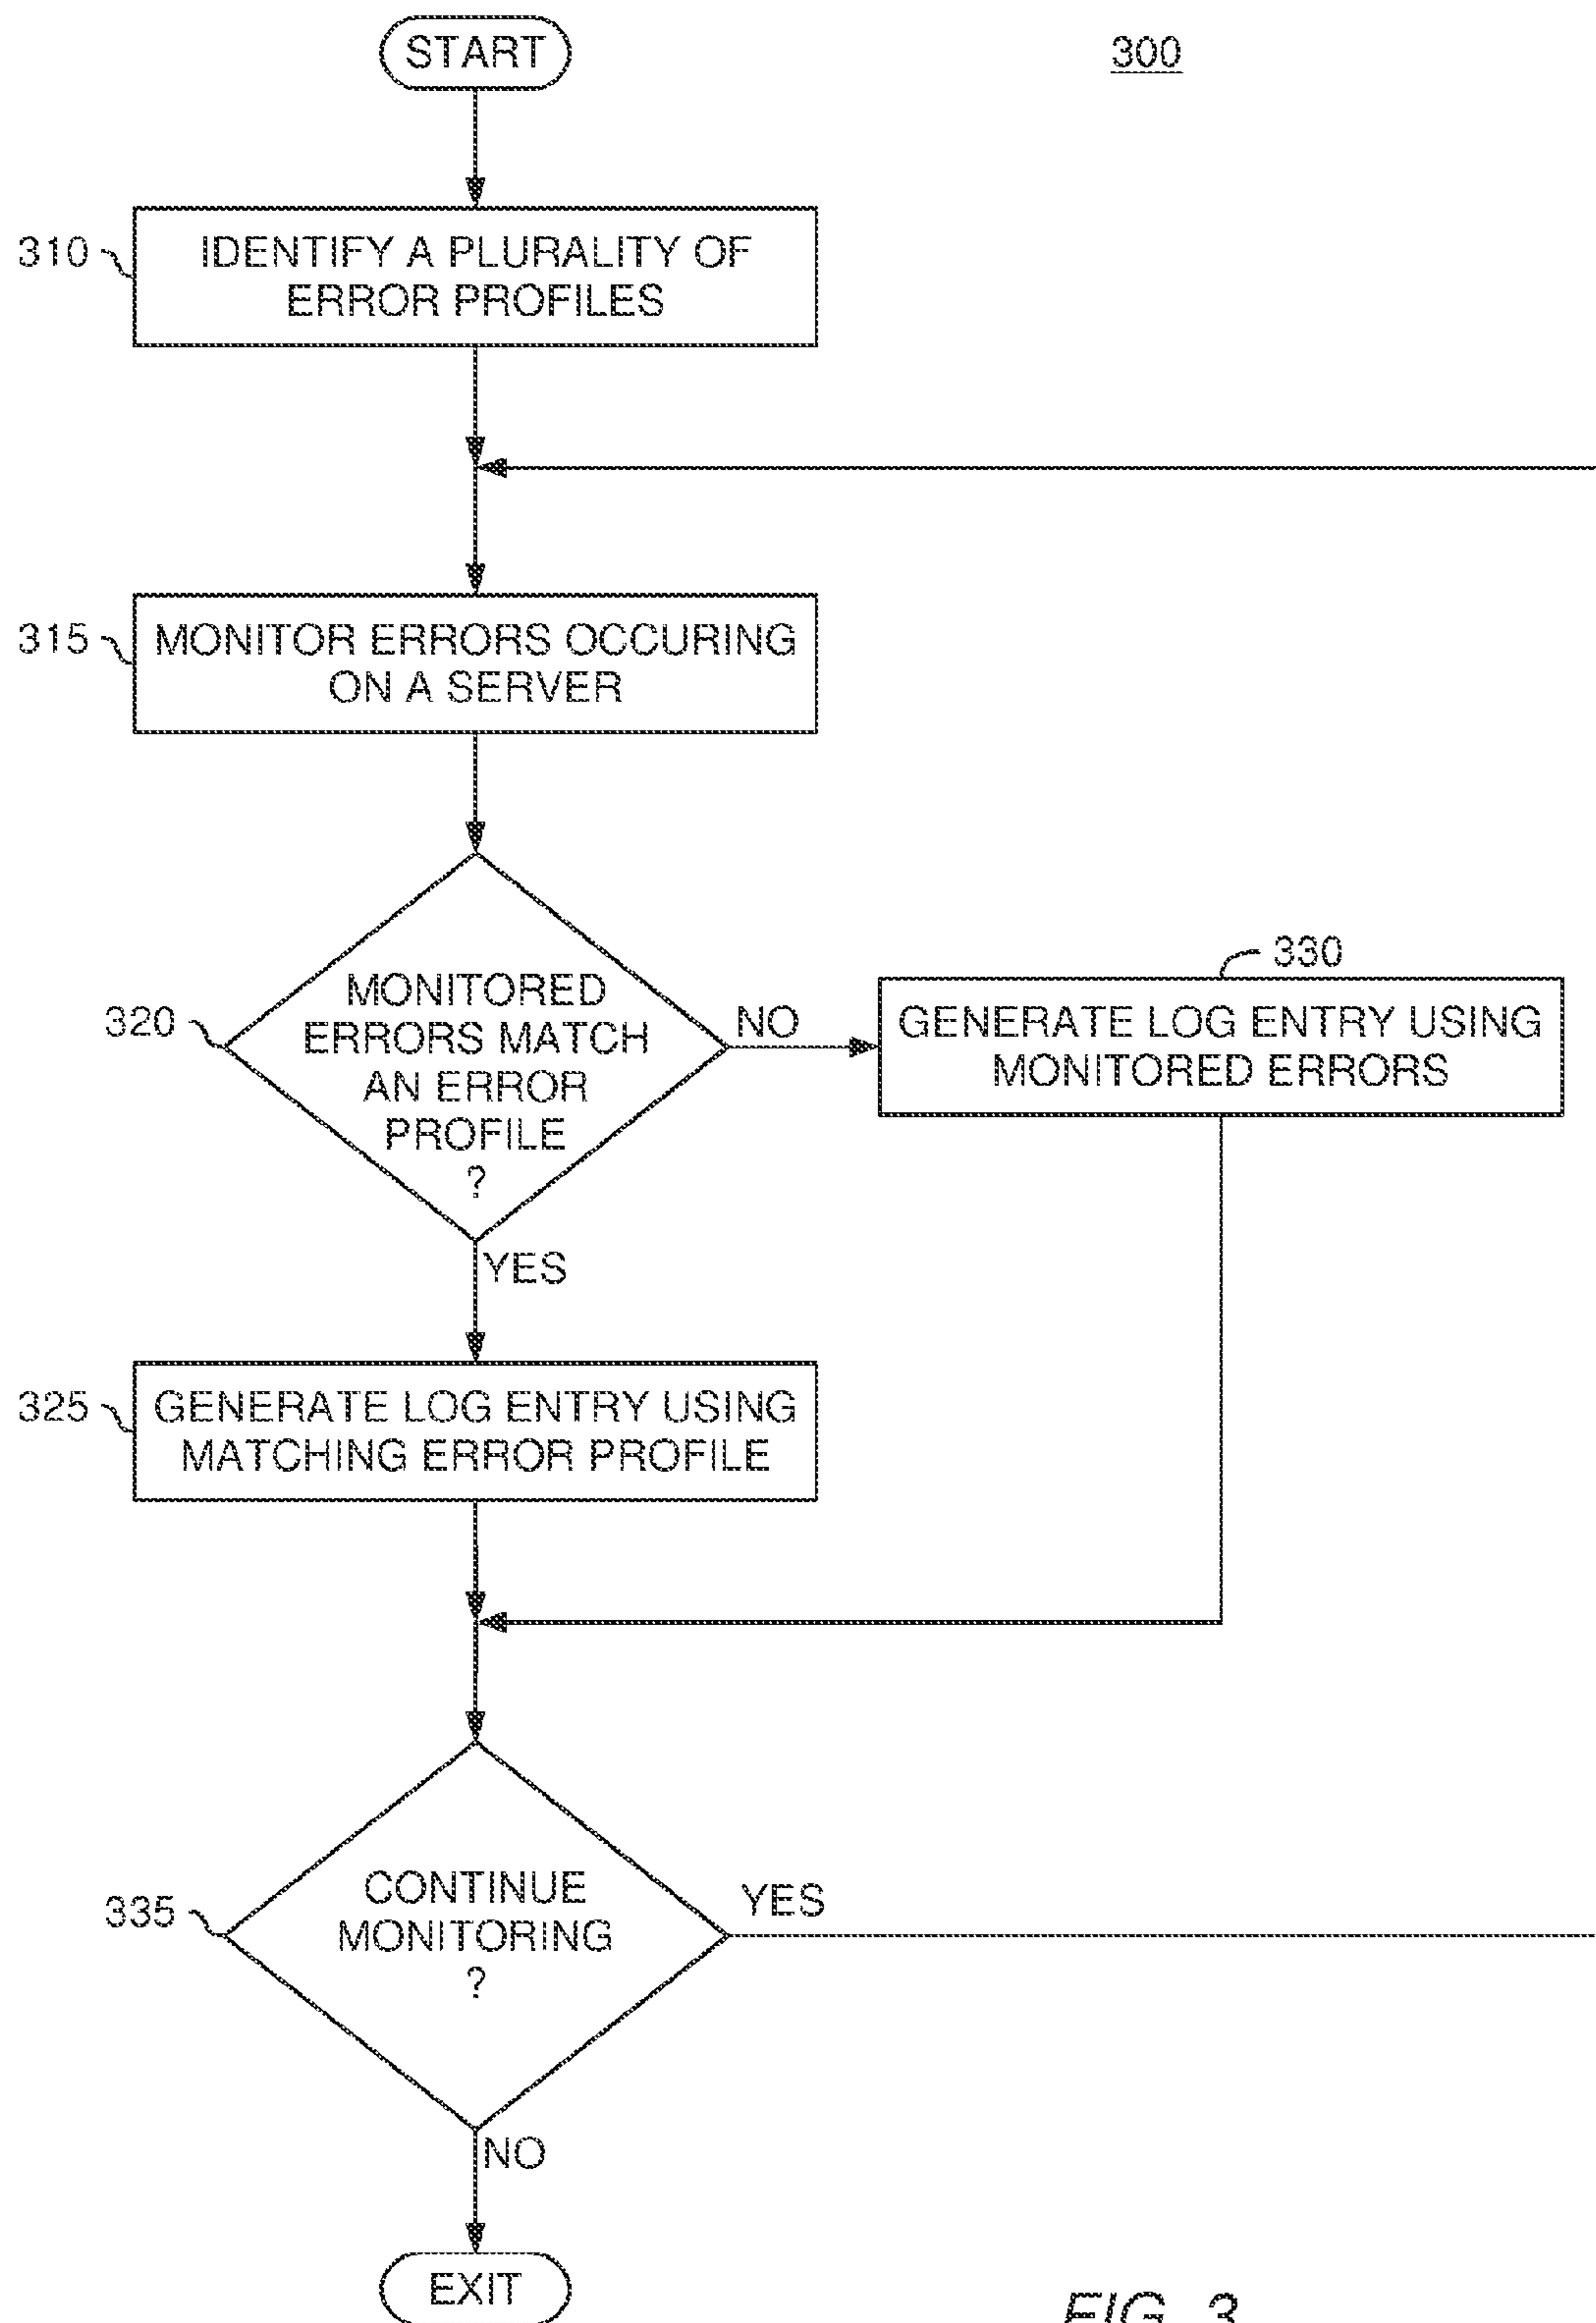 START
300
310
IDENTIFY A PLURALITY OF
ERROR PROFILES
315
MONITOR ERRORS OCCURING
ON A SERVER
320
MONITORED
ERRORS MATCH
AN ERROR
PROFILE
?
NO
330
GENERATE LOG ENTRY USING
MONITORED ERRORS
YES
325
GENERATE LOG ENTRY USING
MATCHING ERROR PROFILE
335
CONTINUE
MONITORING
?
YES
NO
EXIT
FIG. 3